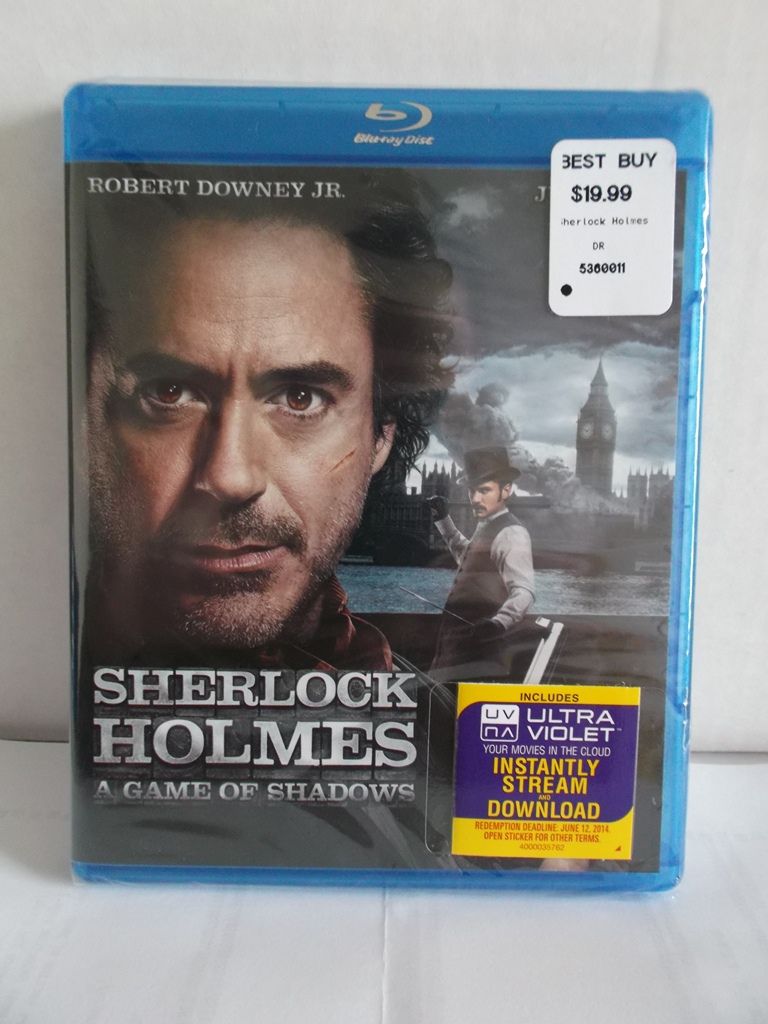 Blu-ray Disc
ROBERT DOWNEY JR.
J
BEST BUY
$19.99
herlock Holmes
DR
5360011
SHERLOCK
HOLMES
A GAME OF SHADOWS
INCLUDES
UV
ULTRA
VIOLET™
YOUR MOVIES IN THE CLOUD
INSTANTLY
STREAM
AND
DOWNLOAD
REDEMPTION DEADLINE: JUNE 12, 2014.
OPEN STICKER FOR OTHER TERMS.
4000035762